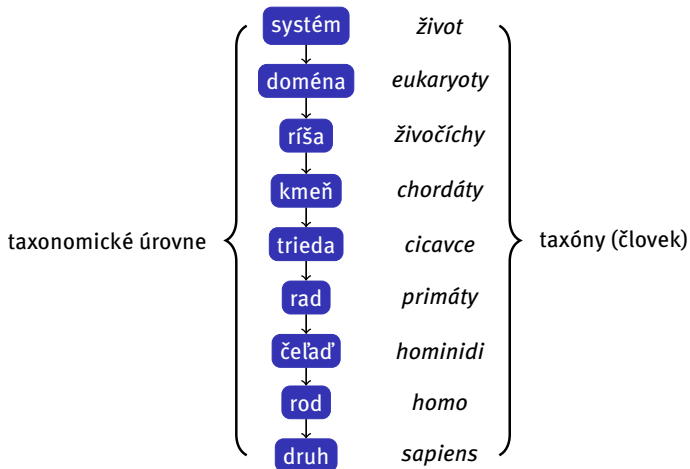 systém život
doména eukaryoty
ríša živočíchy
kmeň chordáty
taxonomické úrovne trieda cicavce taxóny (človek)
rad primáty
čeľaď hominidi
rod homo
druh sapiens